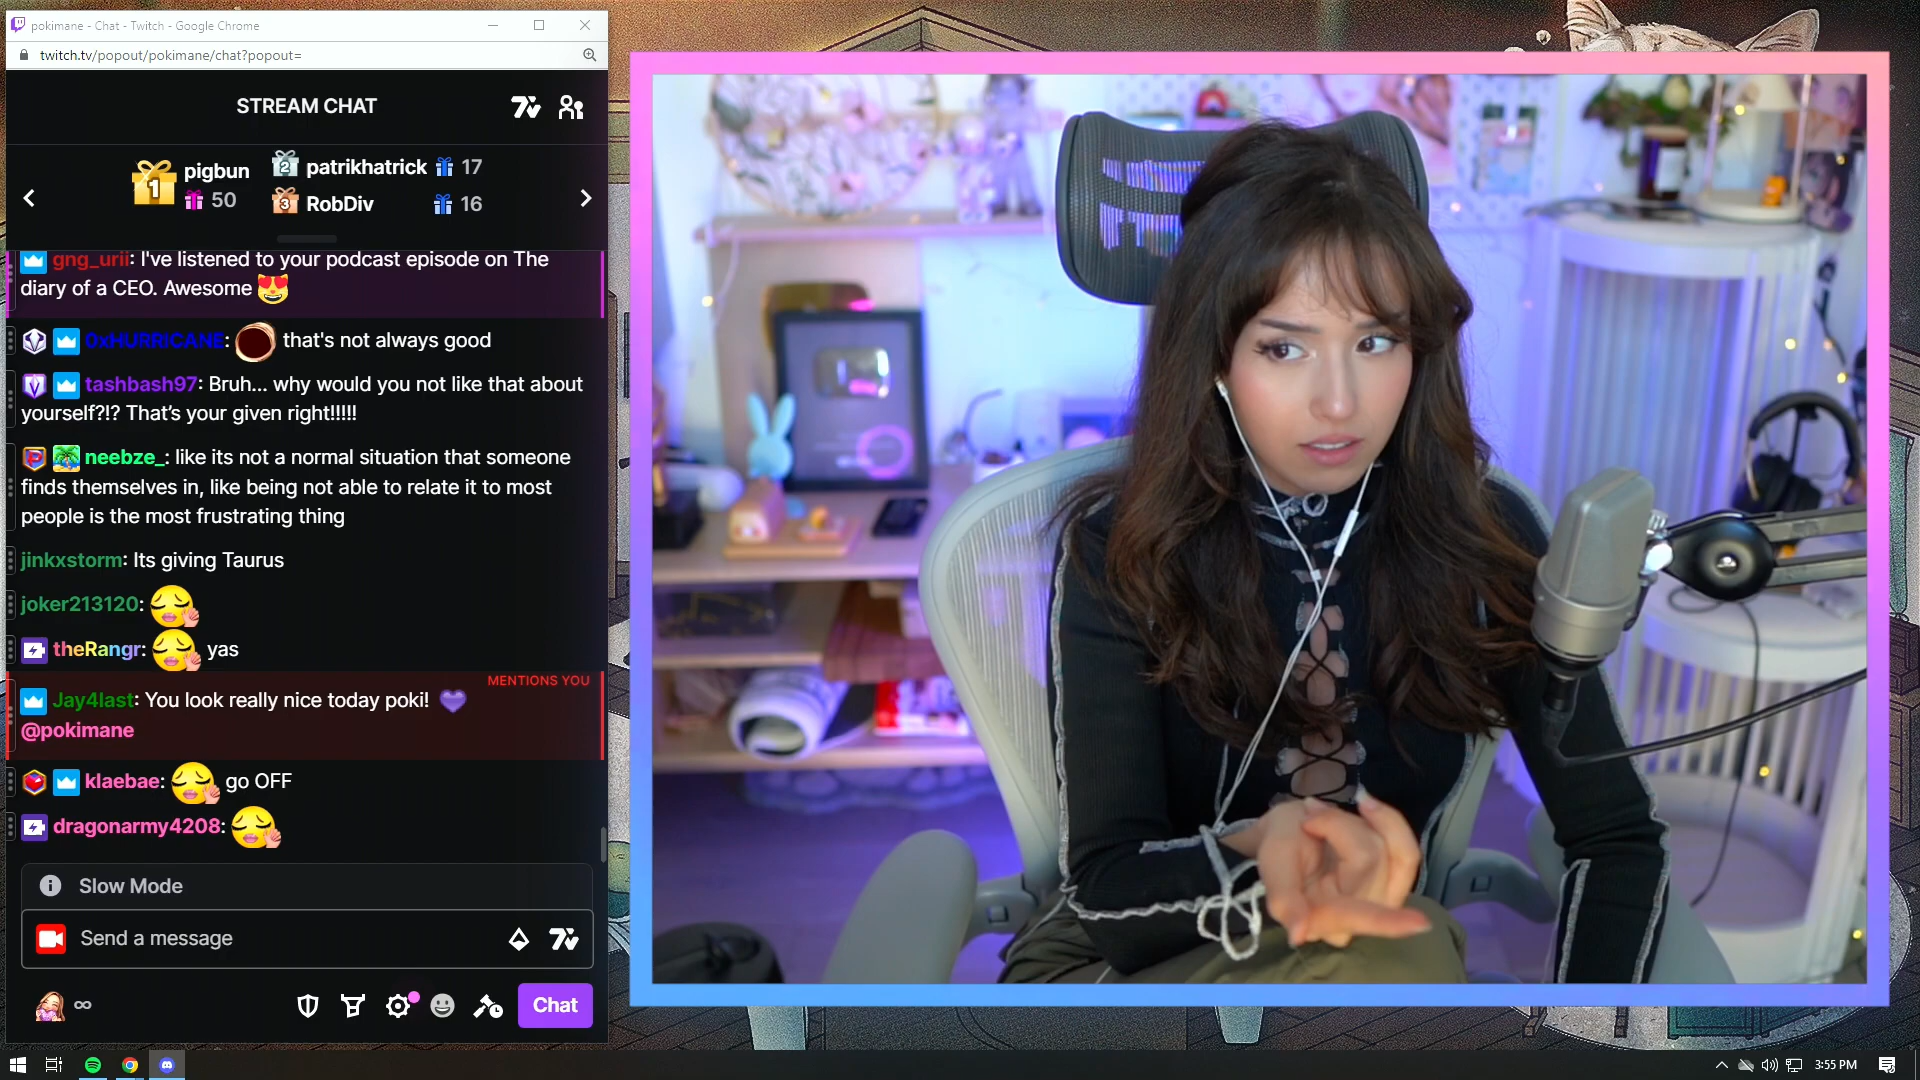 pokimane - Chat - Twitch - Google Chrome
twitch.tv/popout/pokimane/chat?popout=
STREAM CHAT
1 pigbun 50
2 patrikhatrick 17
3 RobDiv 16
gng_urii: I've listened to your podcast episode on The
diary of a CEO. Awesome
0xHURRICANE: that's not always good
tashbash97: Bruh... why would you not like that about
yourself?!? That's your given right!!!!!
neebze_: like its not a normal situation that someone
finds themselves in, like being not able to relate it to most
people is the most frustrating thing
jinkxstorm: Its giving Taurus
joker213120:
theRangr: yas
MENTIONS YOU
Jay4last: You look really nice today poki!
@pokimane
klaebae: go OFF
dragonarmy4208:
Slow Mode
Send a message
∞
Chat
3:55 PM